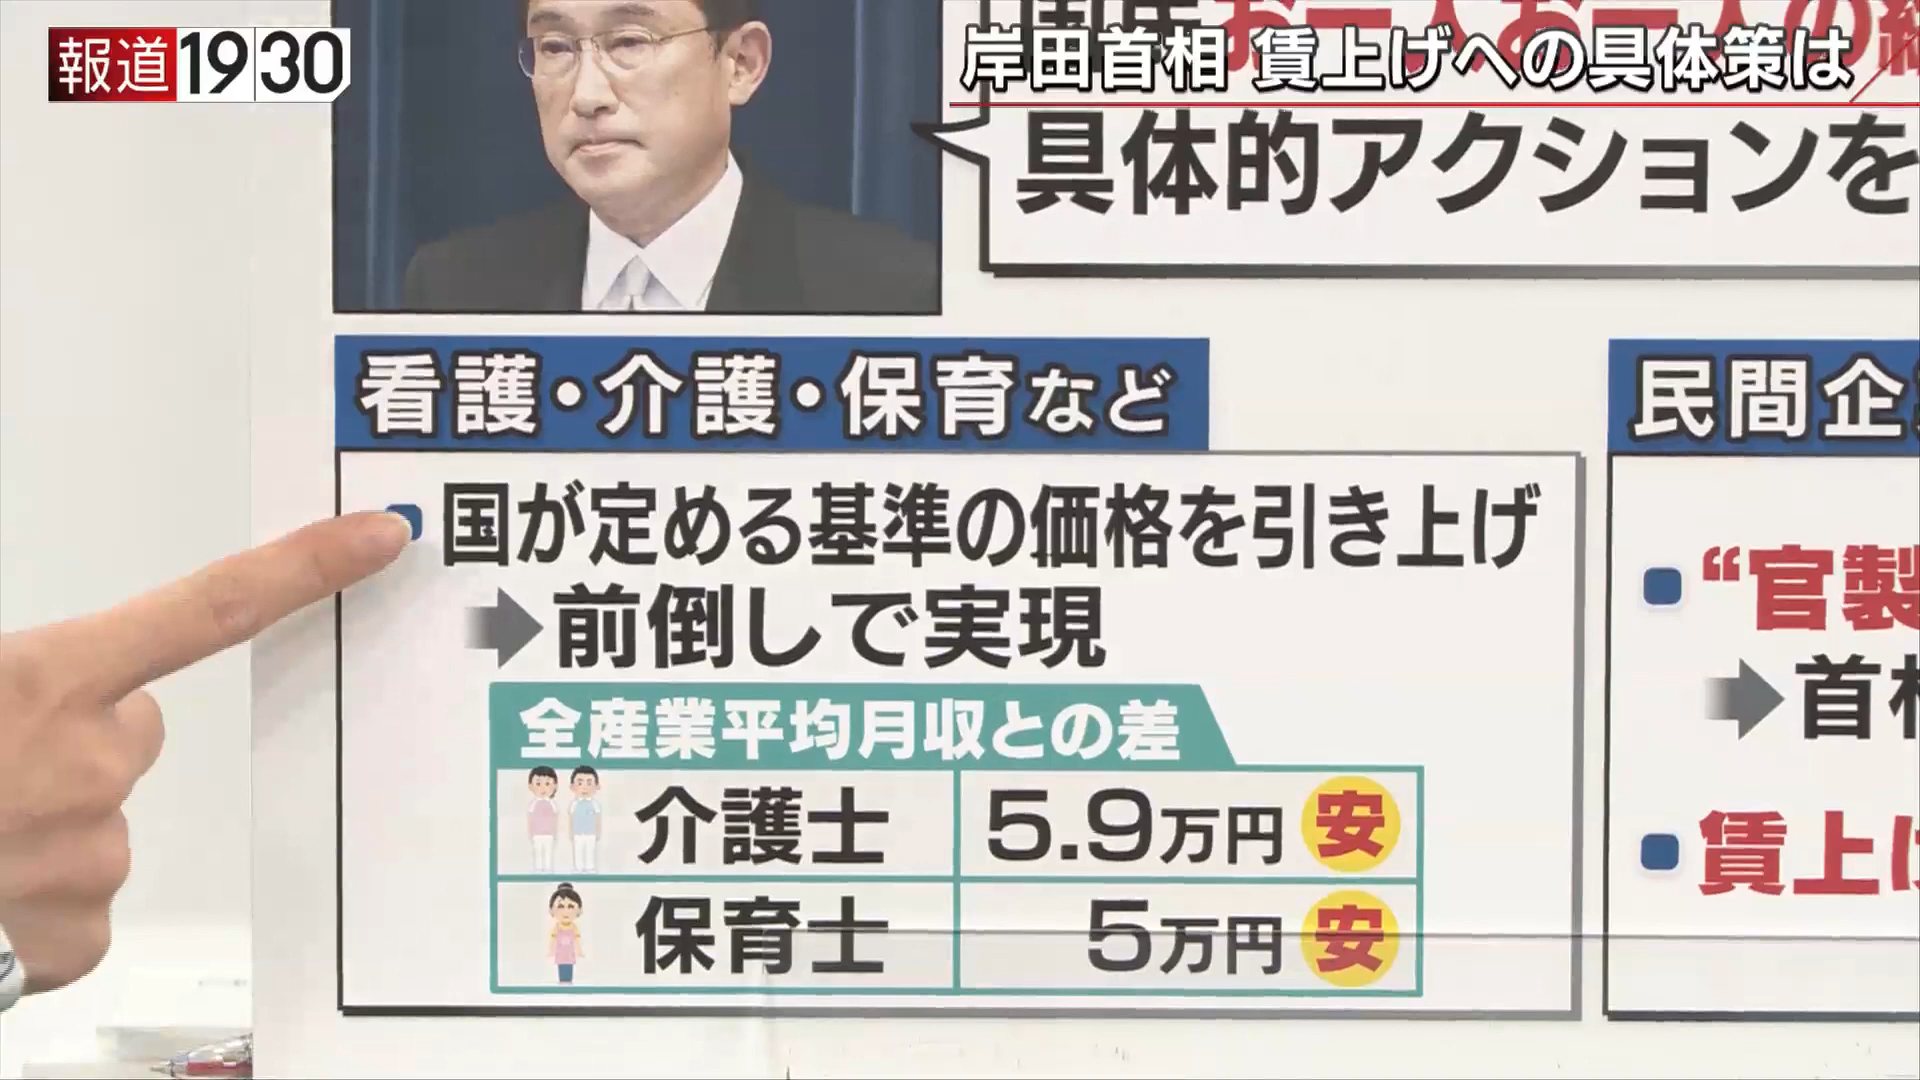 報道1930
岸田首相 賃上げへの具体策は
具体的アクションを
看護・介護・保育など
国が定める基準の価格を引き上げ
前倒しで実現
全産業平均月収との差
介護士 5.9万円 安
保育士 5万円 安
民間企
“官製
首
賃上げ